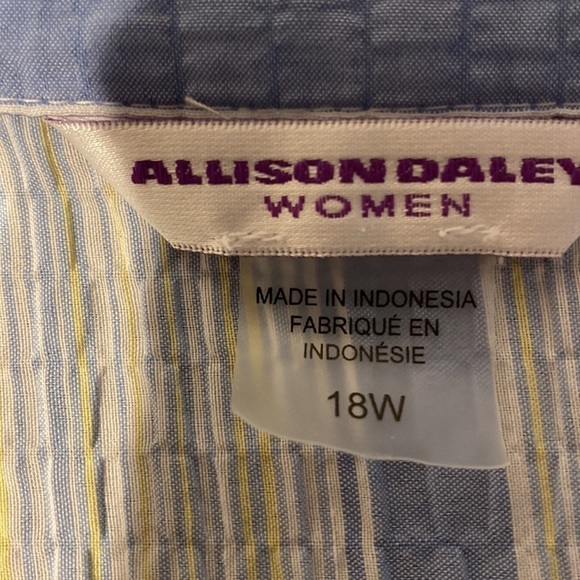 ALLISON DALEY
WOMEN
MADE IN INDONESIA
FABRIQUÉ EN
INDONÉSIE
18W